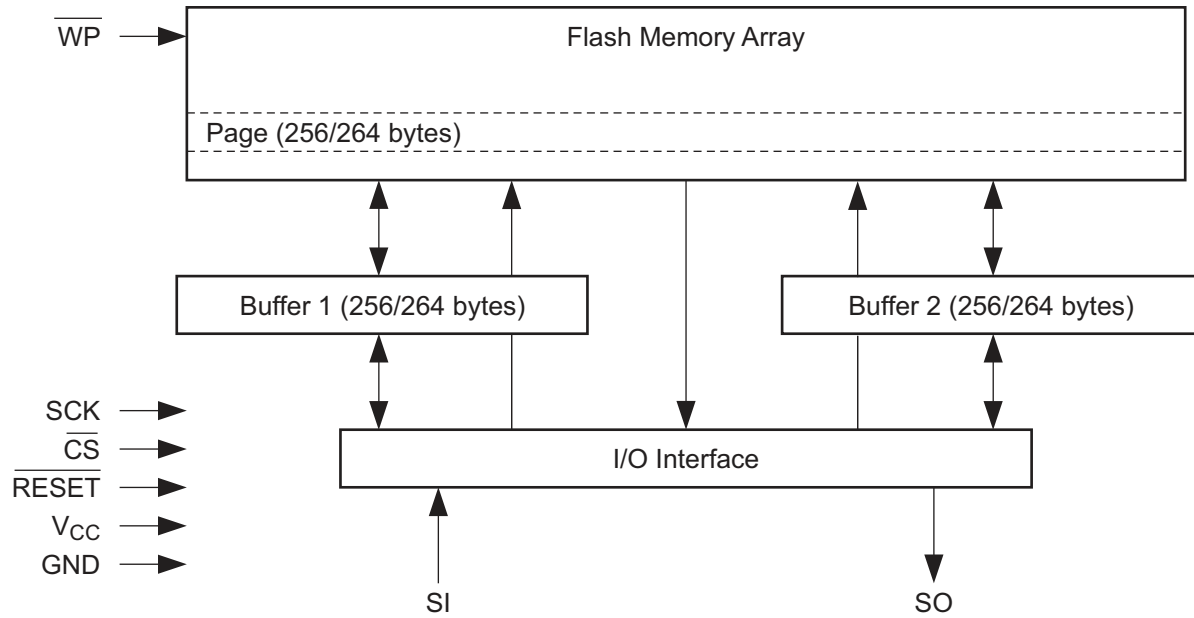 WP
Flash Memory Array
Page (256/264 bytes)
Buffer 1 (256/264 bytes)
Buffer 2 (256/264 bytes)
SCK
CS
RESET
VCC
GND
I/O Interface
SI
SO